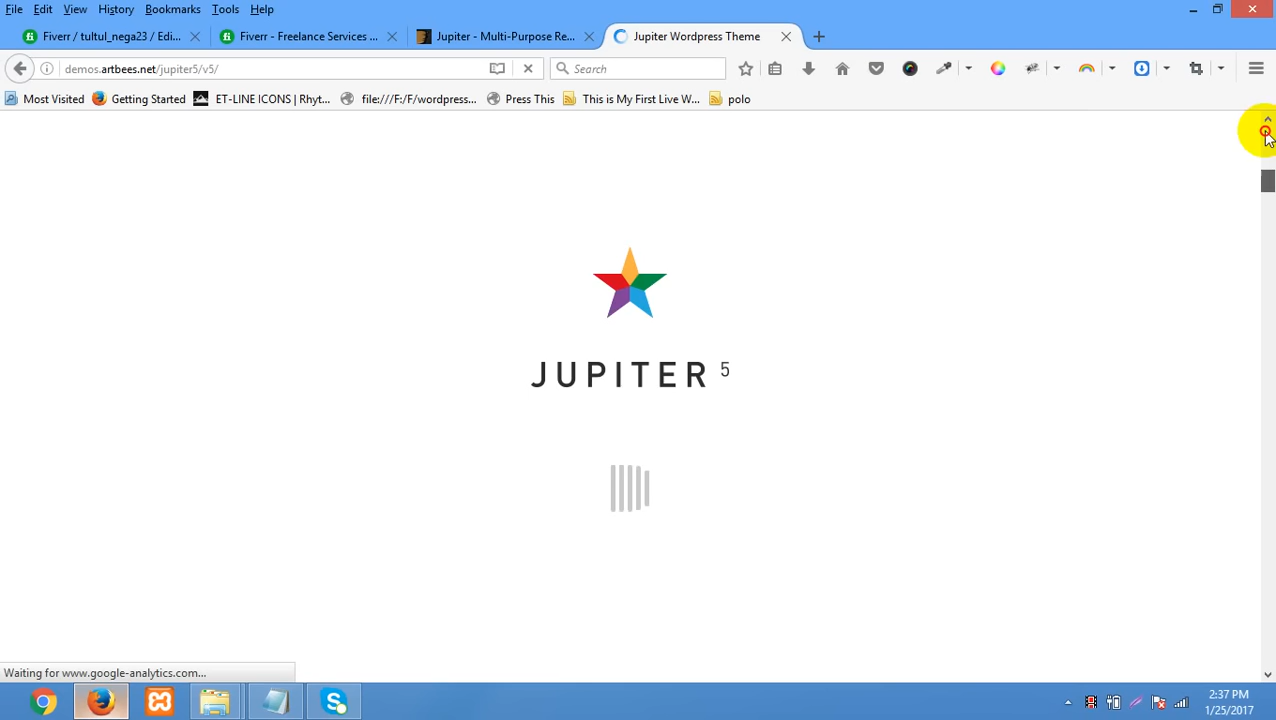 File Edit View History Bookmarks Tools Help
Fiverr / tultul_nega23 / Edi...
Fiverr - Freelance Services ...
Jupiter - Multi-Purpose Re...
Jupiter Wordpress Theme
demos.artbees.net/jupiter5/v5/
Search
Most Visited
Getting Started
ET-LINE ICONS | Rhyt...
file:///F:/F/wordpress...
Press This
This is My First Live W...
polo
JUPITER 5
Waiting for www.google-analytics.com...
2:37 PM
1/25/2017